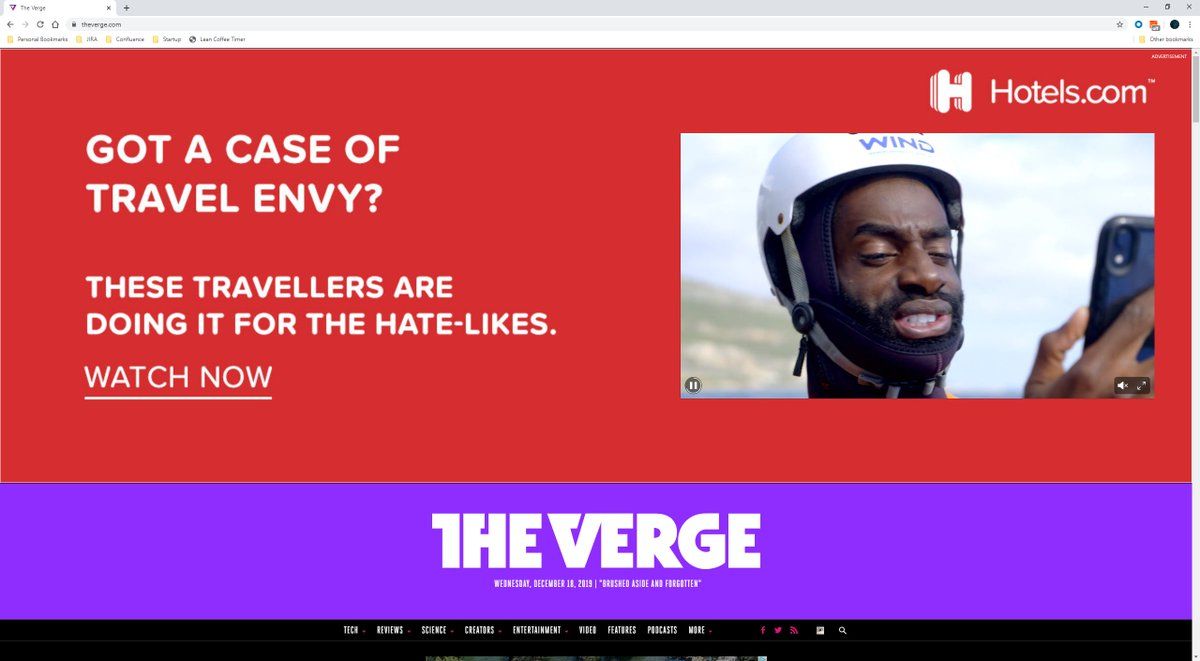 The Verge
theverge.com
Personal Bookmarks JIRA Confluence Startup Lean Coffee Timer Other bookmarks
ADVERTISEMENT
Hotels.com™
GOT A CASE OF
TRAVEL ENVY?
THESE TRAVELLERS ARE
DOING IT FOR THE HATE-LIKES.
WATCH NOW
WIND
THE VERGE
WEDNESDAY, DECEMBER 18, 2019 | "BRUSHED ASIDE AND FORGOTTEN"
TECH REVIEWS SCIENCE CREATORS ENTERTAINMENT VIDEO FEATURES PODCASTS MORE